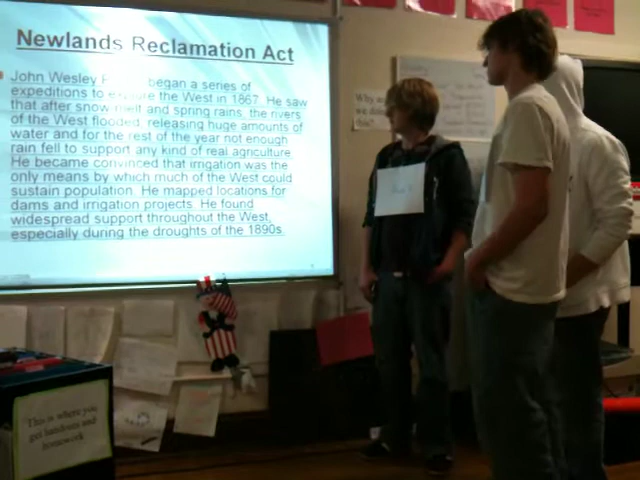 Newlands Reclamation Act
John Wesley P began a series of
expeditions to explore the West in 1867. He saw
that after snow melt and spring rains, the rivers
of the West flooded, releasing huge amounts of
water and for the rest of the year not enough
rain fell to support any kind of real agriculture.
He became convinced that irrigation was the
only means by which much of the West could
sustain population. He mapped locations for
dams and irrigation projects. He found
widespread support throughout the West,
especially during the droughts of the 1890s.
Why
we do
this?
This is where you
get handouts and
homework